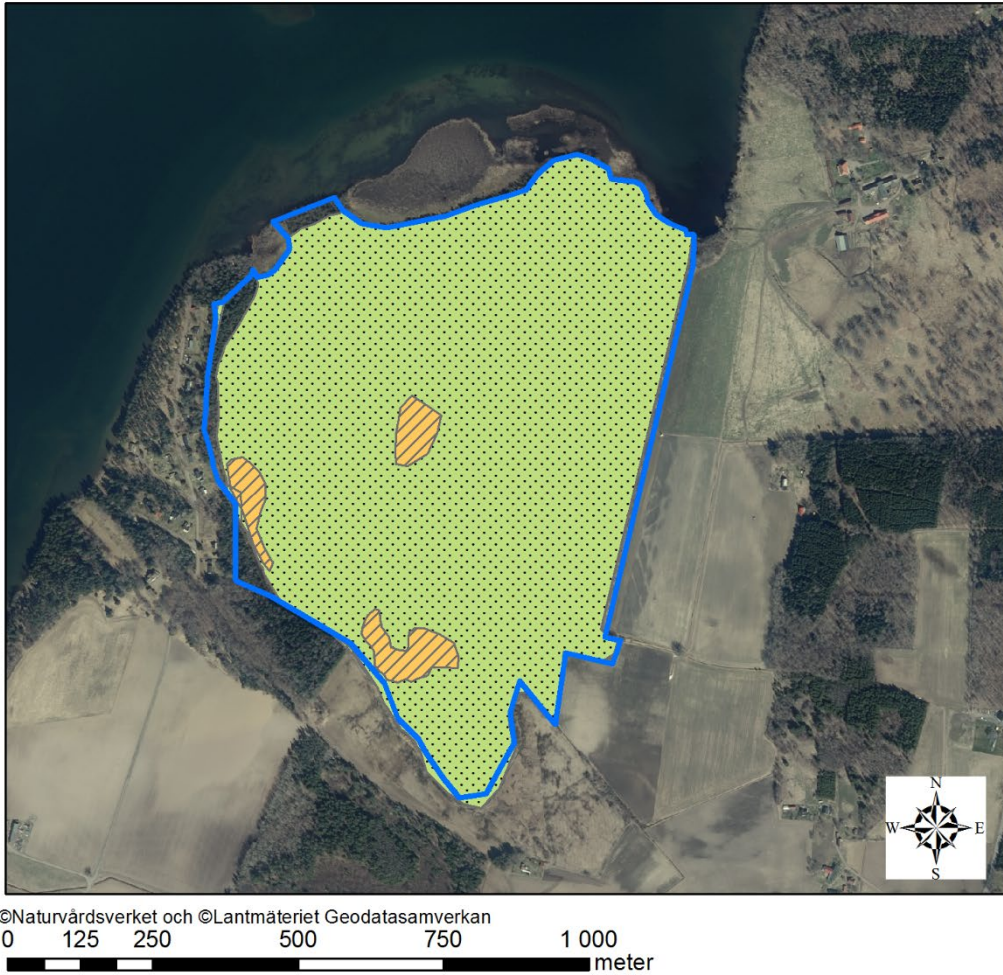 N
W E
S
©Naturvårdsverket och ©Lantmäteriet Geodatasamverkan
0 125 250 500 750 1 000
meter